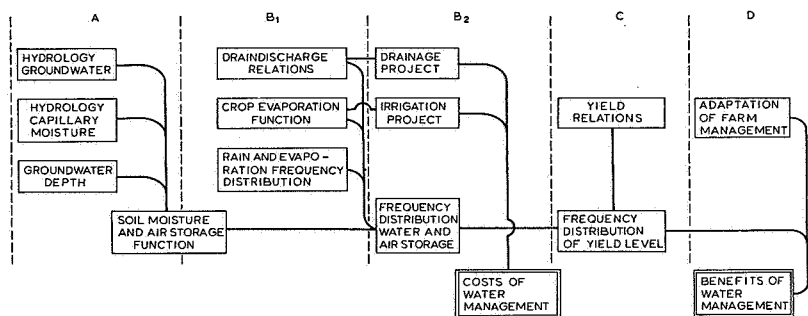 A
B1
B2
C
D
HYDROLOGY
GROUNDWATER
HYDROLOGY
CAPILLARY
MOISTURE
GROUNDWATER
DEPTH
SOIL MOISTURE
AND AIR STORAGE
FUNCTION
DRAINDISCHARGE
RELATIONS
CROP EVAPORATION
FUNCTION
RAIN AND EVAPO-
RATION FREQUENCY
DISTRIBUTION
DRAINAGE
PROJECT
IRRIGATION
PROJECT
FREQUENCY
DISTRIBUTION
WATER AND
AIR STORAGE
COSTS OF
WATER
MANAGEMENT
YIELD
RELATIONS
FREQUENCY
DISTRIBUTION
OF YIELD LEVEL
ADAPTATION
OF FARM
MANAGEMENT
BENEFITS OF
WATER
MANAGEMENT